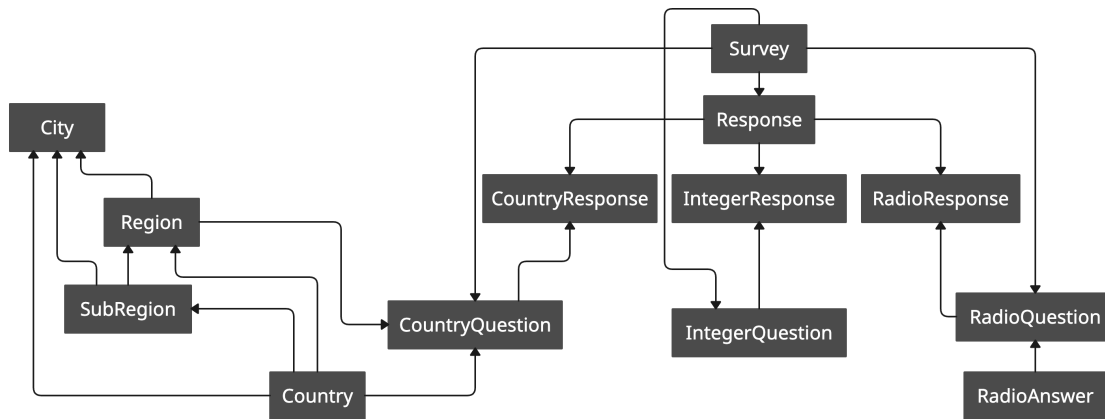 Survey
City
Response
CountryResponse
IntegerResponse
RadioResponse
Region
SubRegion
CountryQuestion
IntegerQuestion
RadioQuestion
Country
RadioAnswer